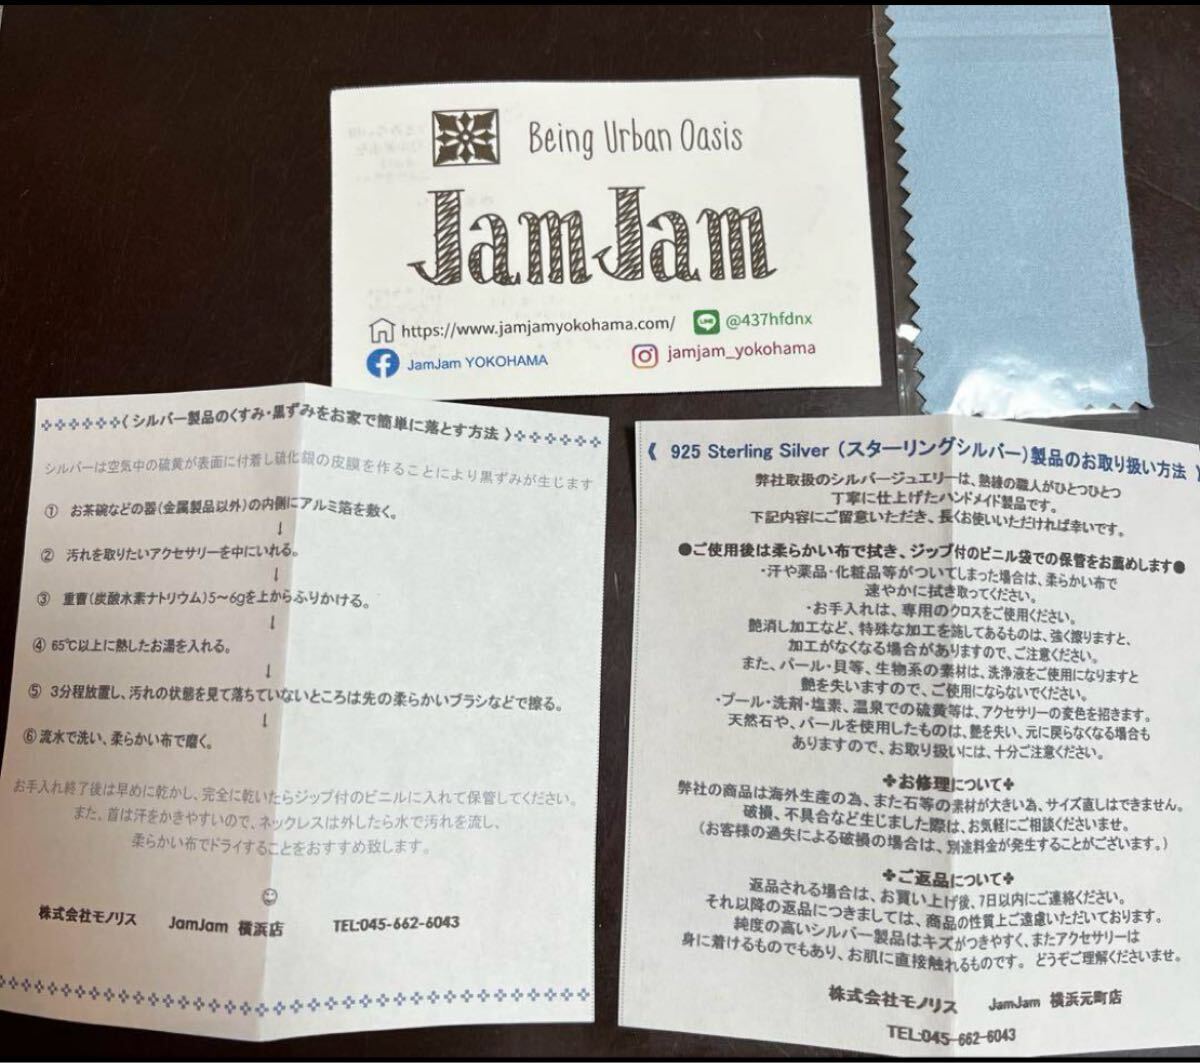 Being Urban Oasis
JamJam
https://www.jamjamyokohama.com/ LINE @437hfdnx
JamJam YOKOHAMA jamjam_yokohama
《 シルバー製品のくすみ・黒ずみをお家で簡単に落とす方法 》
シルバーは空気中の硫黄が表面に付着し硫化銀の皮膜を作ることにより黒ずみが生じます
① お茶碗などの器(金属製品以外)の内側にアルミ箔を敷く。
↓
② 汚れを取りたいアクセサリーを中にいれる。
↓
③ 重曹(炭酸水素ナトリウム)5～6gを上からふりかける。
↓
④ 65℃以上に熱したお湯を入れる。
↓
⑤ 3分程放置し、汚れの状態を見て落ちていないところは先の柔らかいブラシなどで擦る。
↓
⑥ 流水で洗い、柔らかい布で磨く。
お手入れ終了後は早めに乾かし、完全に乾いたらジップ付のビニルに入れて保管してください。
また、首は汗をかきやすいので、ネックレスは外したら水で汚れを流し、
柔らかい布でドライすることをおすすめ致します。
株式会社モノリス JamJam 横浜店 TEL:045-662-6043
《 925 Sterling Silver (スターリングシルバー)製品のお取り扱い方法 》
弊社取扱のシルバージュエリーは、熟練の職人がひとつひとつ
丁寧に仕上げたハンドメイド製品です。
下記内容にご留意いただき、長くお使いいただければ幸いです。
●ご使用後は柔らかい布で拭き、ジップ付のビニル袋での保管をお薦めします●
・汗や薬品・化粧品等がついてしまった場合は、柔らかい布で
速やかに拭き取ってください。
・お手入れは、専用のクロスをご使用ください。
艶消し加工など、特殊な加工を施してあるものは、強く擦りますと、
加工がなくなる場合がありますので、ご注意ください。
また、パール・貝等、生物系の素材は、洗浄液をご使用になりますと
艶を失いますので、ご使用にならないでください。
・プール・洗剤・塩素、温泉での硫黄等は、アクセサリーの変色を招きます。
天然石や、パールを使用したものは、艶を失い、元に戻らなくなる場合も
ありますので、お取り扱いには、十分ご注意ください。
✤お修理について✤
弊社の商品は海外生産の為、また石等の素材が大きい為、サイズ直しはできません。
破損、不具合など生じました際は、お気軽にご相談くださいませ。
(お客様の過失による破損の場合は、別途料金が発生することがございます。)
✤ご返品について✤
返品される場合は、お買い上げ後、7日以内にご連絡ください。
それ以降の返品につきましては、商品の性質上ご遠慮いただいております。
純度の高いシルバー製品はキズがつきやすく、またアクセサリーは
身に着けるものでもあり、お肌に直接触れるものです。どうぞご理解くださいませ。
株式会社モノリス JamJam 横浜元町店
TEL:045-662-6043